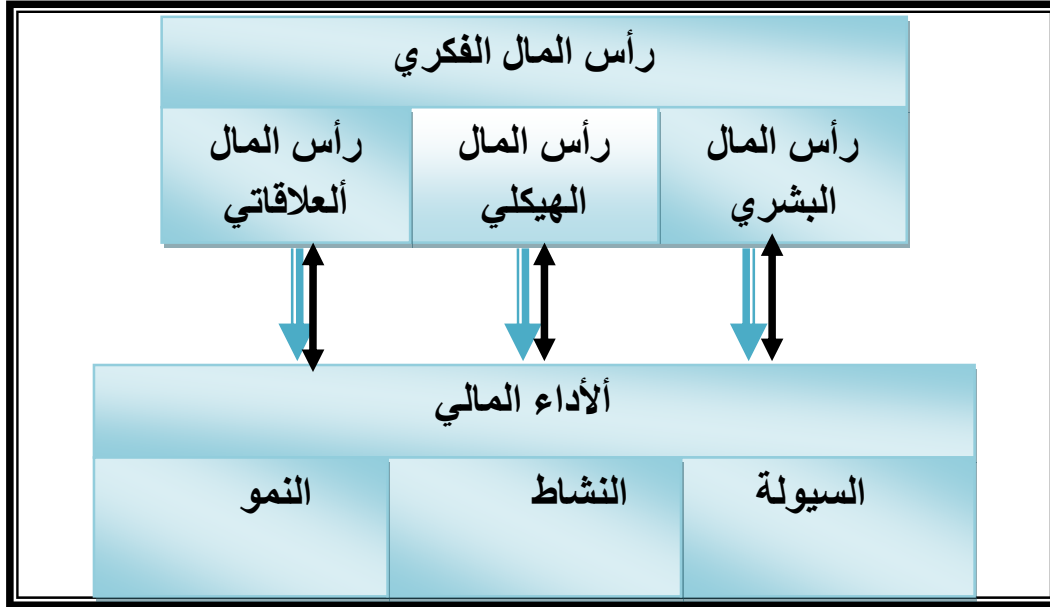 رأس المال الفكري
رأس المال
البشري
رأس المال
الهيكلي
رأس المال
ألعلاقاتي
ألأداء المالي
السيولة
النشاط
النمو